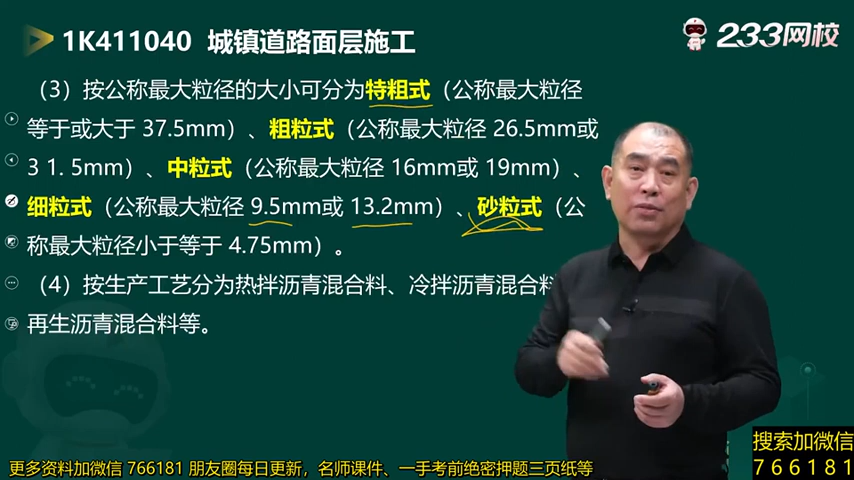 1K411040 城镇道路面层施工
233网校
（3）按公称最大粒径的大小可分为特粗式（公称最大粒径
等于或大于 37.5mm）、粗粒式（公称最大粒径 26.5mm或
3 1. 5mm）、中粒式（公称最大粒径 16mm或 19mm）、
细粒式（公称最大粒径 9.5mm或 13.2mm）、砂粒式（公
称最大粒径小于等于 4.75mm）。
（4）按生产工艺分为热拌沥青混合料、冷拌沥青混合料
再生沥青混合料等。
搜索加微信
766181
更多资料加微信 766181 朋友圈每日更新，名师课件、一手考前绝密押题三页纸等